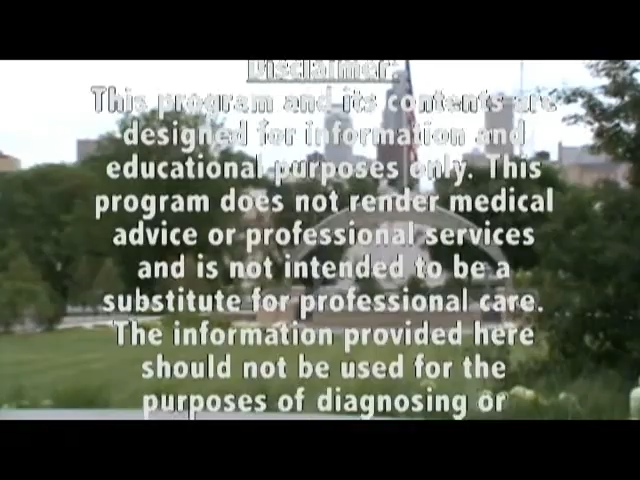 Disclaimer:
This program and its contents are
designed for information and
educational purposes only. This
program does not render medical
advice or professional services
and is not intended to be a
substitute for professional care.
The information provided here
should not be used for the
purposes of diagnosing or